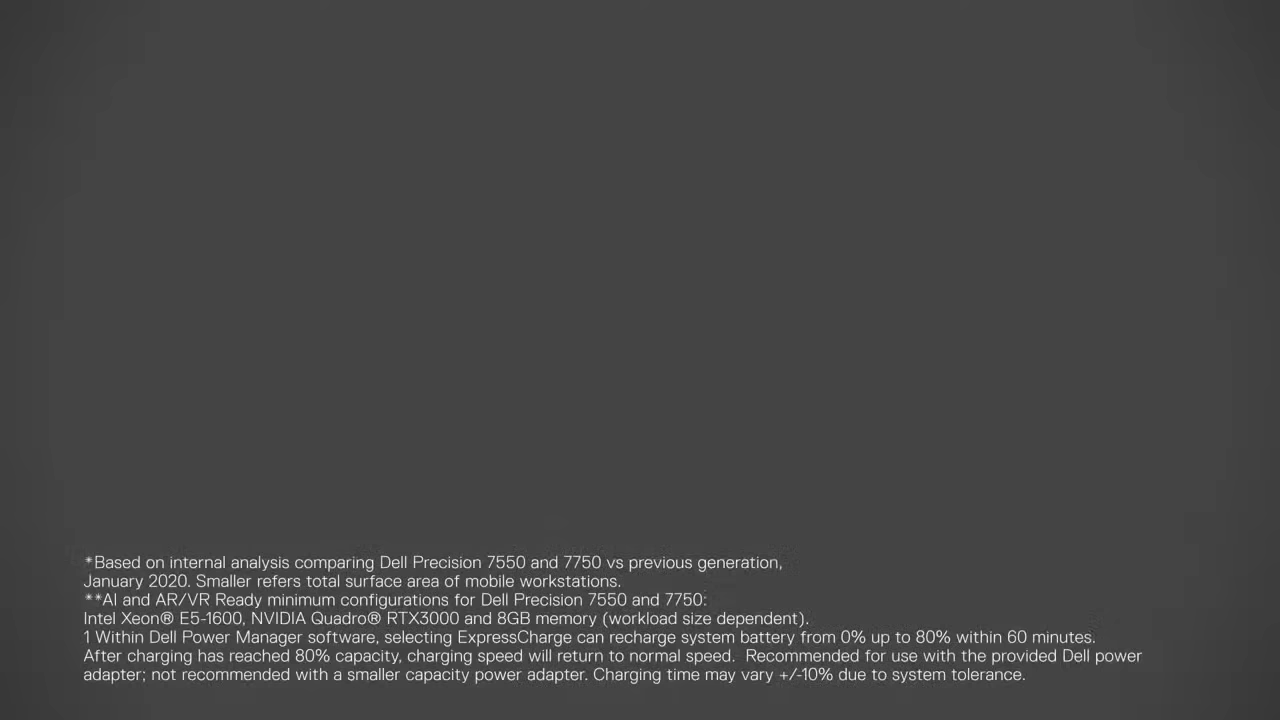 *Based on internal analysis comparing Dell Precision 7550 and 7750 vs previous generation,
January 2020. Smaller refers total surface area of mobile workstations.
**AI and AR/VR Ready minimum configurations for Dell Precision 7550 and 7750:
Intel Xeon® E5-1600, NVIDIA Quadro® RTX3000 and 8GB memory (workload size dependent).
1 Within Dell Power Manager software, selecting ExpressCharge can recharge system battery from 0% up to 80% within 60 minutes.
After charging has reached 80% capacity, charging speed will return to normal speed.  Recommended for use with the provided Dell power
adapter; not recommended with a smaller capacity power adapter. Charging time may vary +/-10% due to system tolerance.